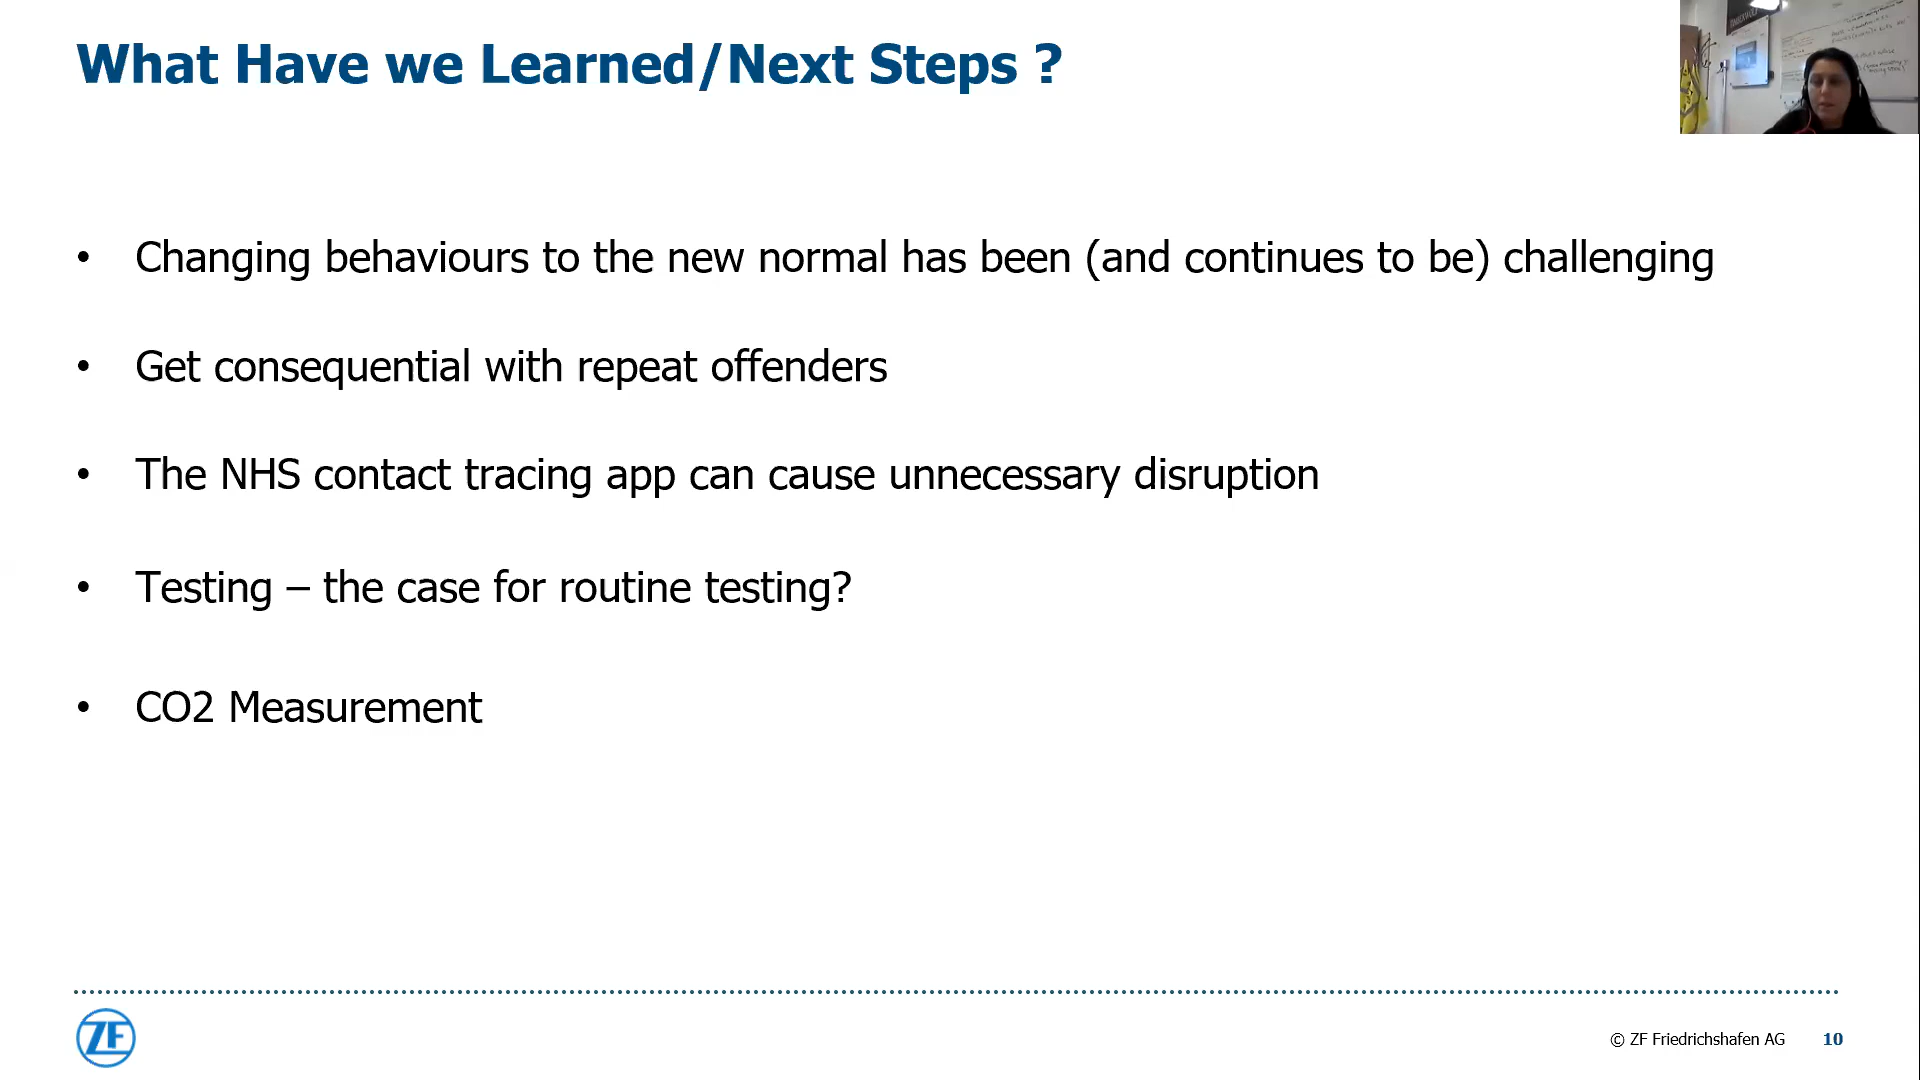 What Have we Learned/Next Steps ?
• Changing behaviours to the new normal has been (and continues to be) challenging
• Get consequential with repeat offenders
• The NHS contact tracing app can cause unnecessary disruption
• Testing – the case for routine testing?
• CO2 Measurement
ZF
© ZF Friedrichshafen AG 10